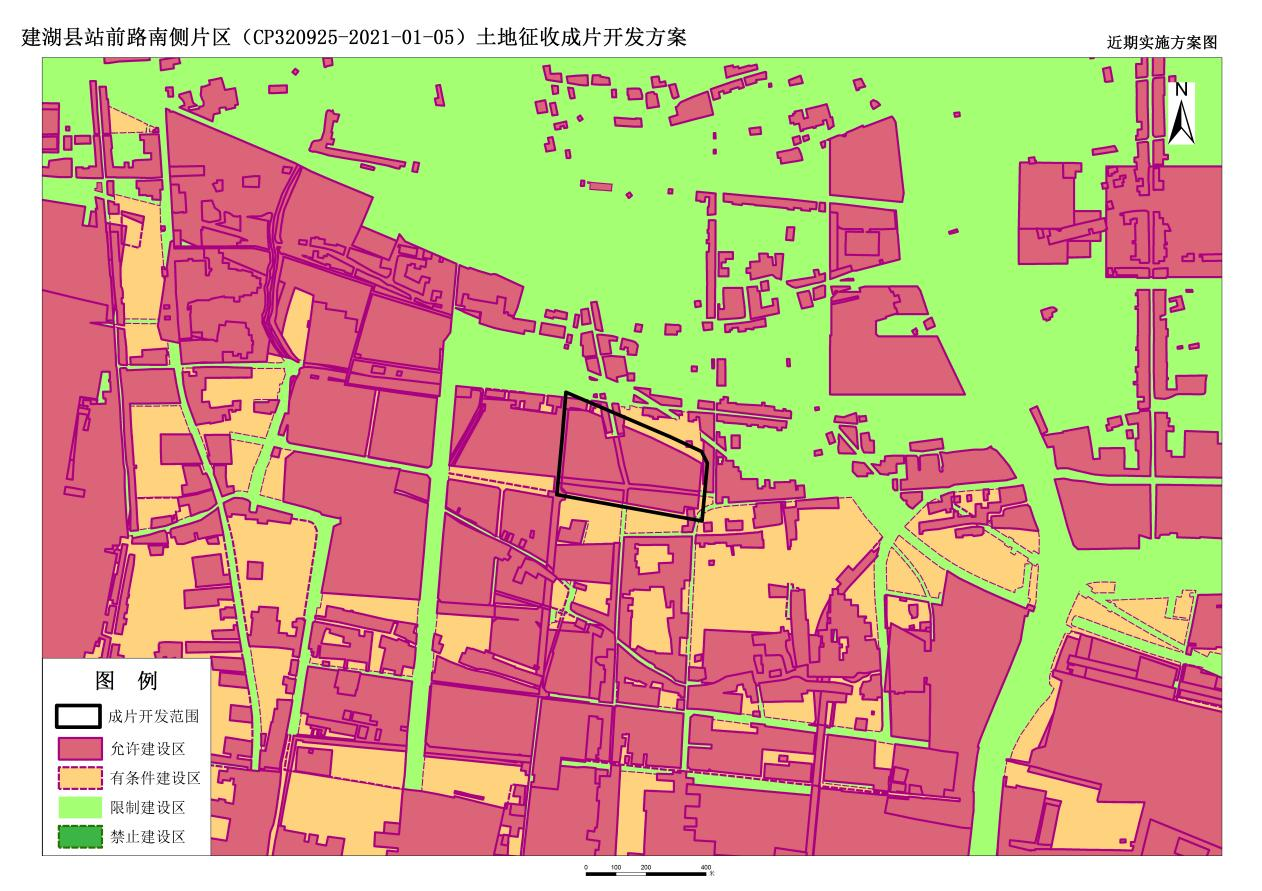 建湖县站前路南侧片区（CP320925-2021-01-05）土地征收成片开发方案
近期实施方案图
N
图 例
成片开发范围
允许建设区
有条件建设区
限制建设区
禁止建设区
0 100 200 400
米